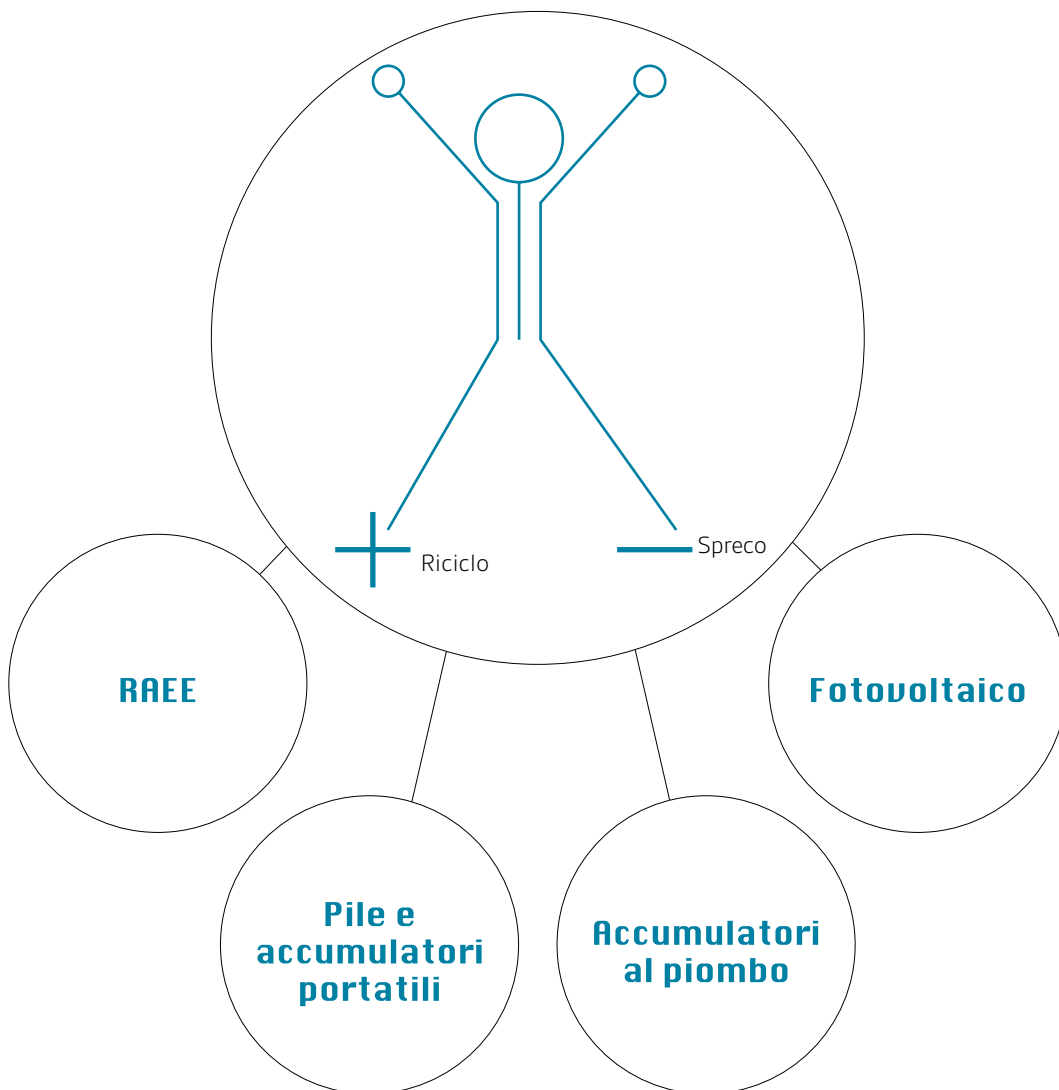 Riciclo
Spreco
RAEE
Fotovoltaico
Pile e
accumulatori
portatili
Accumulatori
al piombo